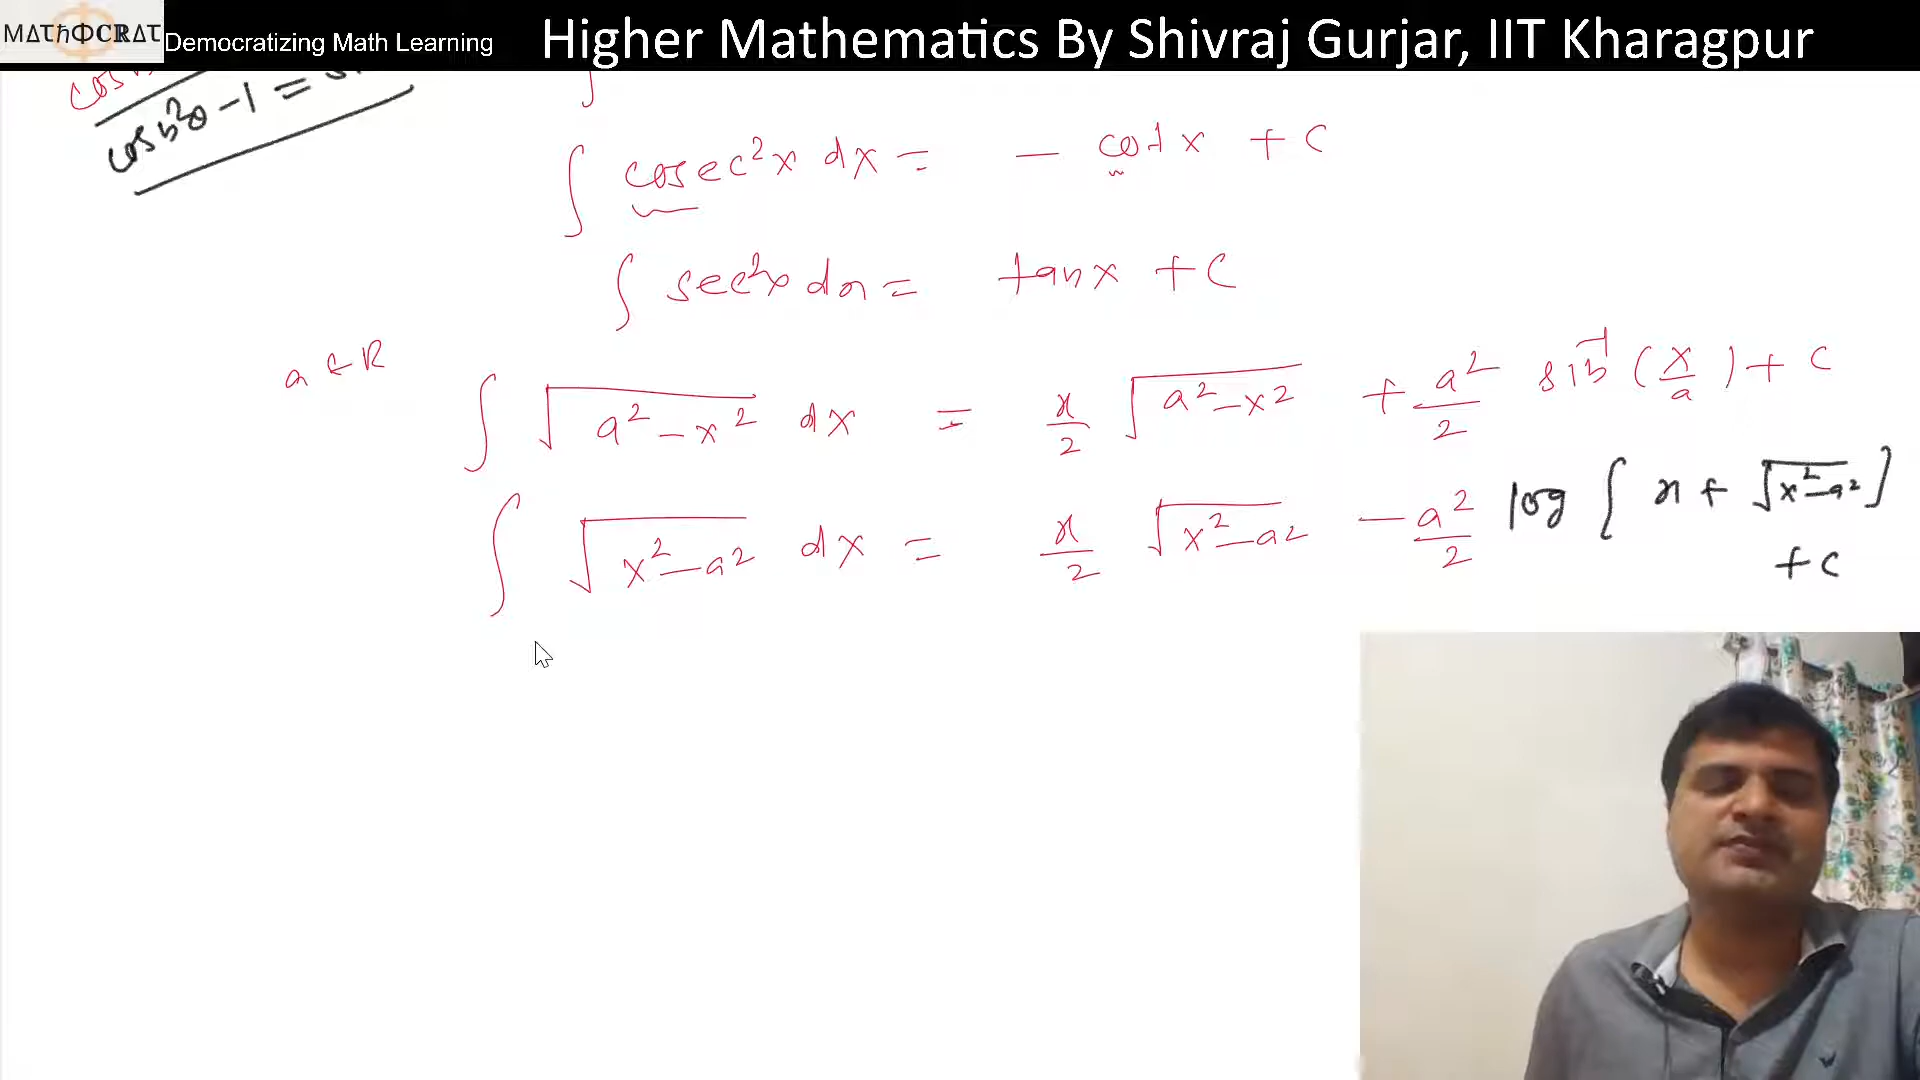 MATHΦCRAT Democratizing Math Learning Higher Mathematics By Shivraj Gurjar, IIT Kharagpur
cosh²θ - 1 =
∫ cosec²x dx = - cot x + c
∫ sec²x dx = tan x + c
a ∈ R
∫ √(a² - x²) dx = x/2 √(a² - x²) + a²/2 sin⁻¹(x/a) + c
∫ √(x² - a²) dx = x/2 √(x² - a²) - a²/2 log [x + √(x² - a²)]
+ c